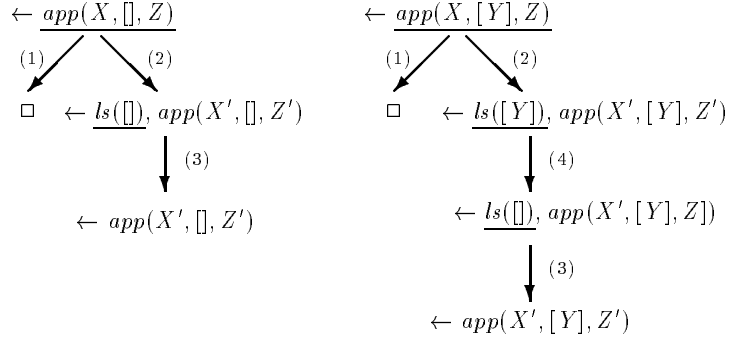 ← app(X, [], Z) ← app(X, [Y], Z)
(1) (2) (1) (2)
□ ← ls([]), app(X′, [], Z′) □ ← ls([Y]), app(X′, [Y], Z′)
(3) (4)
← app(X′, [], Z′) ← ls([]), app(X′, [Y], Z])
(3)
← app(X′, [Y], Z′)